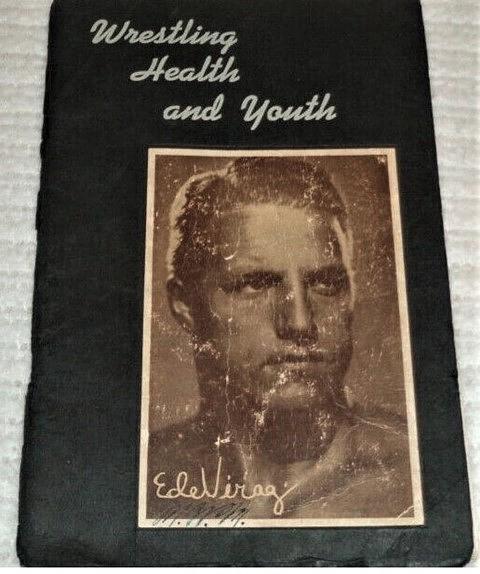 Wrestling
Health
and Youth
Ede Virag